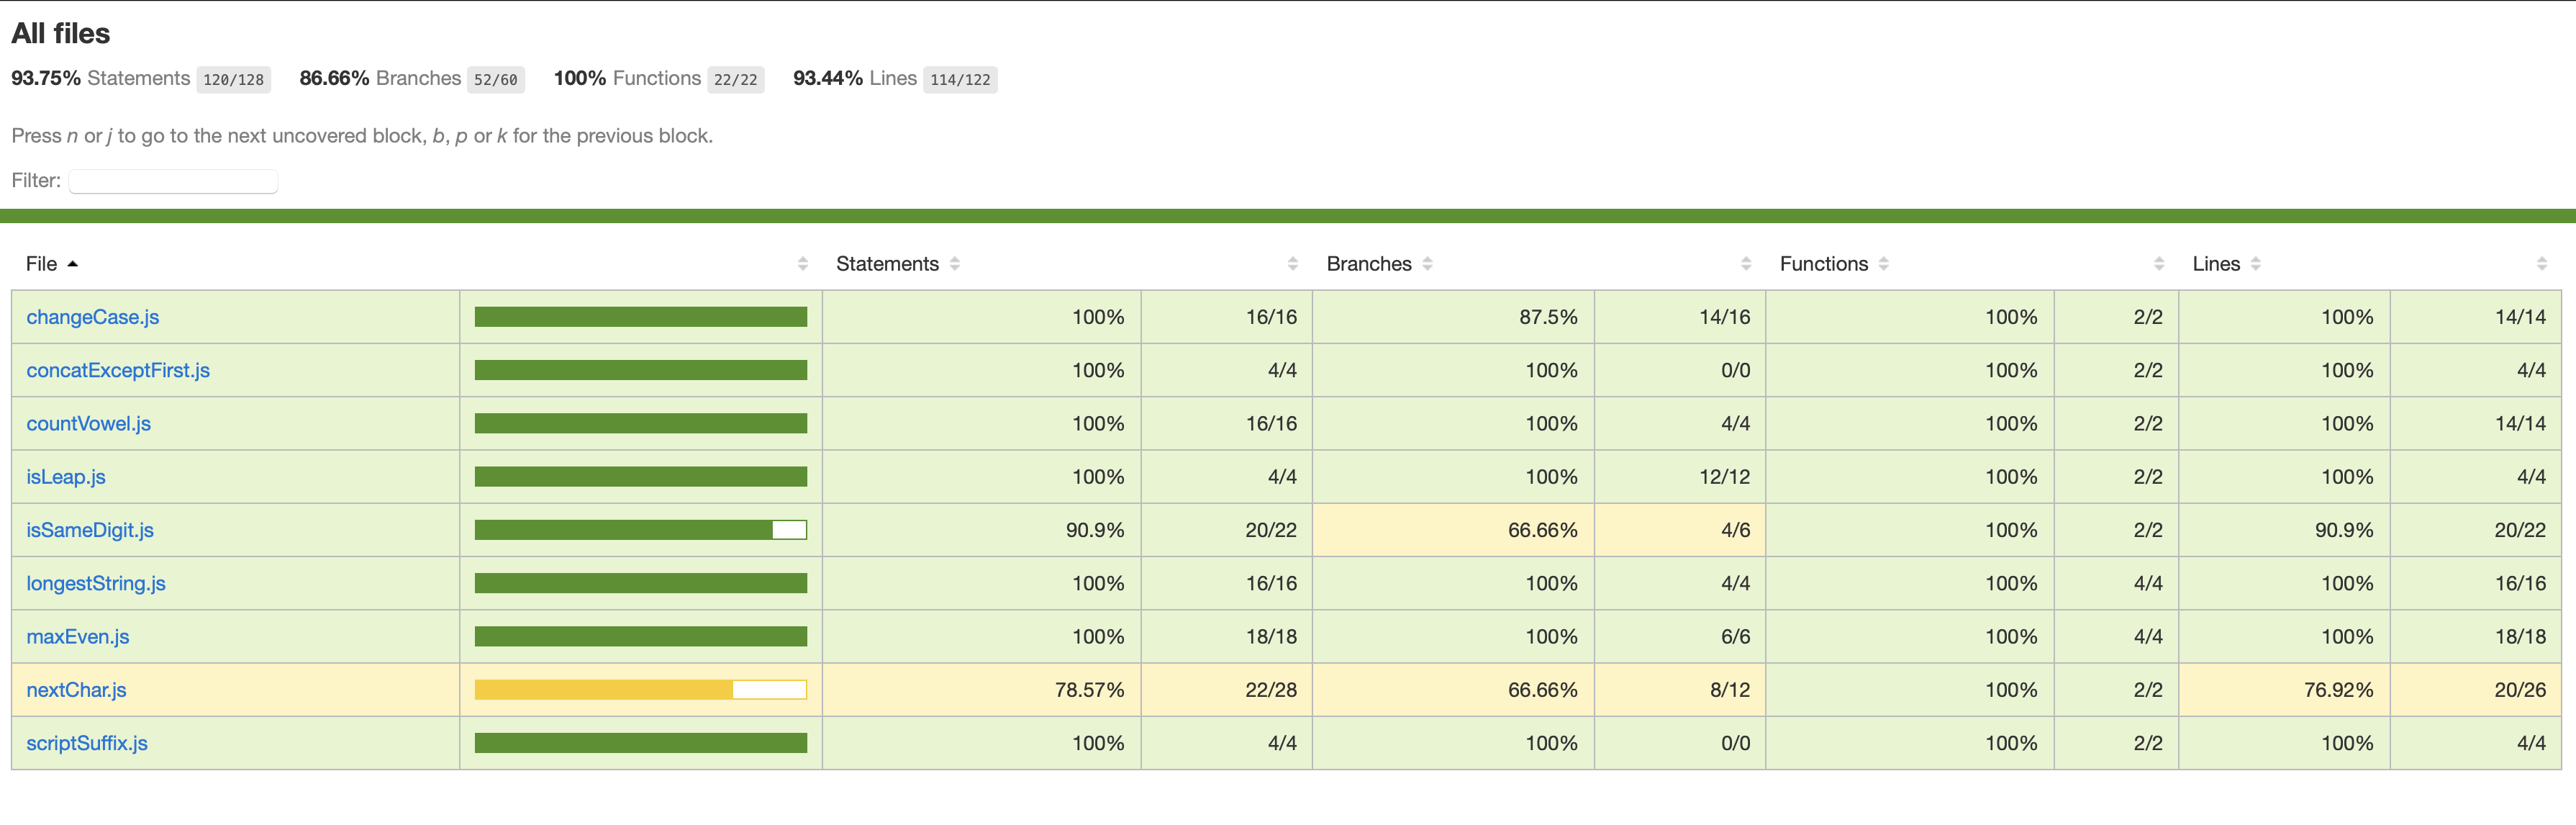 All files
93.75% Statements 120/128 86.66% Branches 52/60 100% Functions 22/22 93.44% Lines 114/122
Press n or j to go to the next uncovered block, b, p or k for the previous block.
Filter:
File Statements Branches Functions Lines
changeCase.js 100% 16/16 87.5% 14/16 100% 2/2 100% 14/14
concatExceptFirst.js 100% 4/4 100% 0/0 100% 2/2 100% 4/4
countVowel.js 100% 16/16 100% 4/4 100% 2/2 100% 14/14
isLeap.js 100% 4/4 100% 12/12 100% 2/2 100% 4/4
isSameDigit.js 90.9% 20/22 66.66% 4/6 100% 2/2 90.9% 20/22
longestString.js 100% 16/16 100% 4/4 100% 4/4 100% 16/16
maxEven.js 100% 18/18 100% 6/6 100% 4/4 100% 18/18
nextChar.js 78.57% 22/28 66.66% 8/12 100% 2/2 76.92% 20/26
scriptSuffix.js 100% 4/4 100% 0/0 100% 2/2 100% 4/4